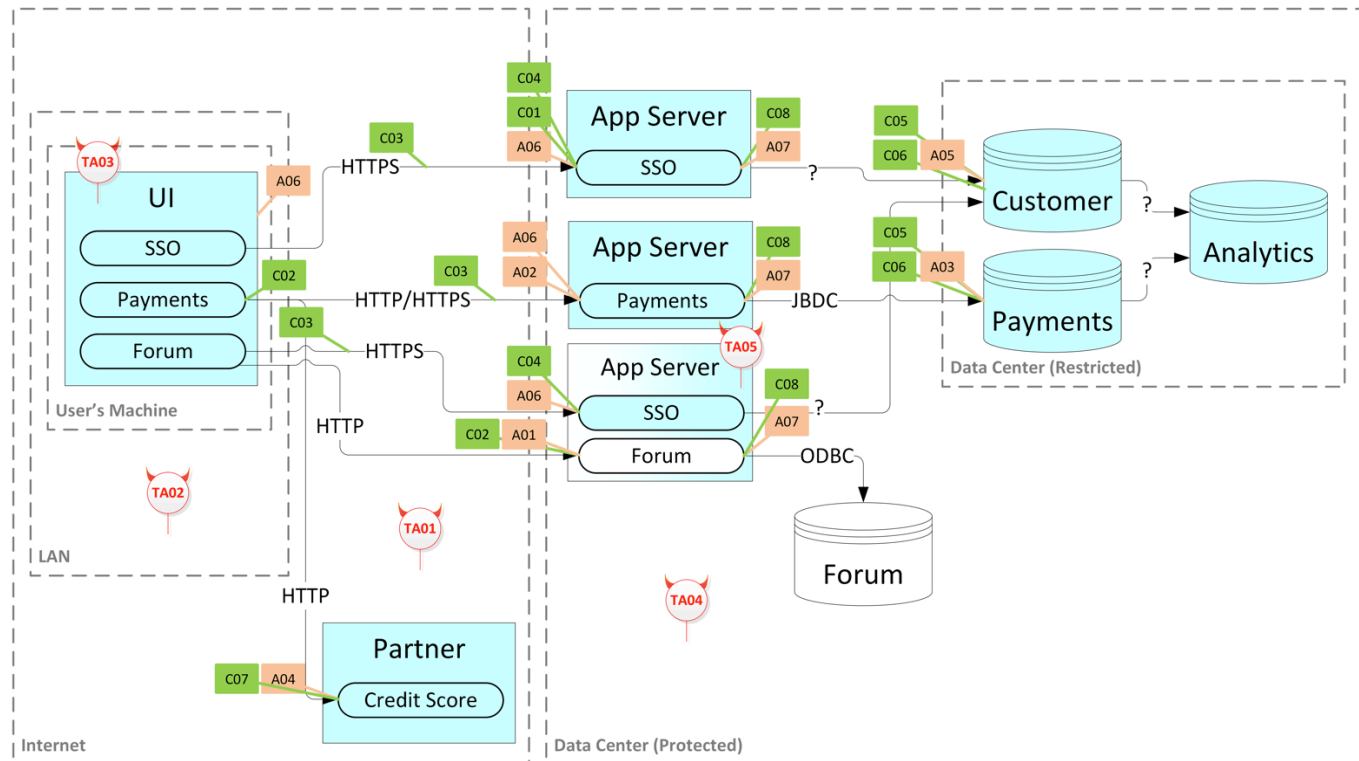 C04
C01
A06
App Server
SSO
C08
A07
?
C03
HTTPS
TA03
A06
UI
SSO
Payments
Forum
User's Machine
C02
C03
HTTP/HTTPS
C03
HTTPS
HTTP
A06
A02
App Server
Payments
C08
A07
JBDC
C05
C06
A05
Customer
?
C05
C06
A03
Payments
?
Analytics
Data Center (Restricted)
TA05
App Server
C04
A06
SSO
?
C02
A01
Forum
C08
A07
ODBC
Forum
TA02
LAN
TA01
TA04
HTTP
Partner
C07
A04
Credit Score
Internet
Data Center (Protected)